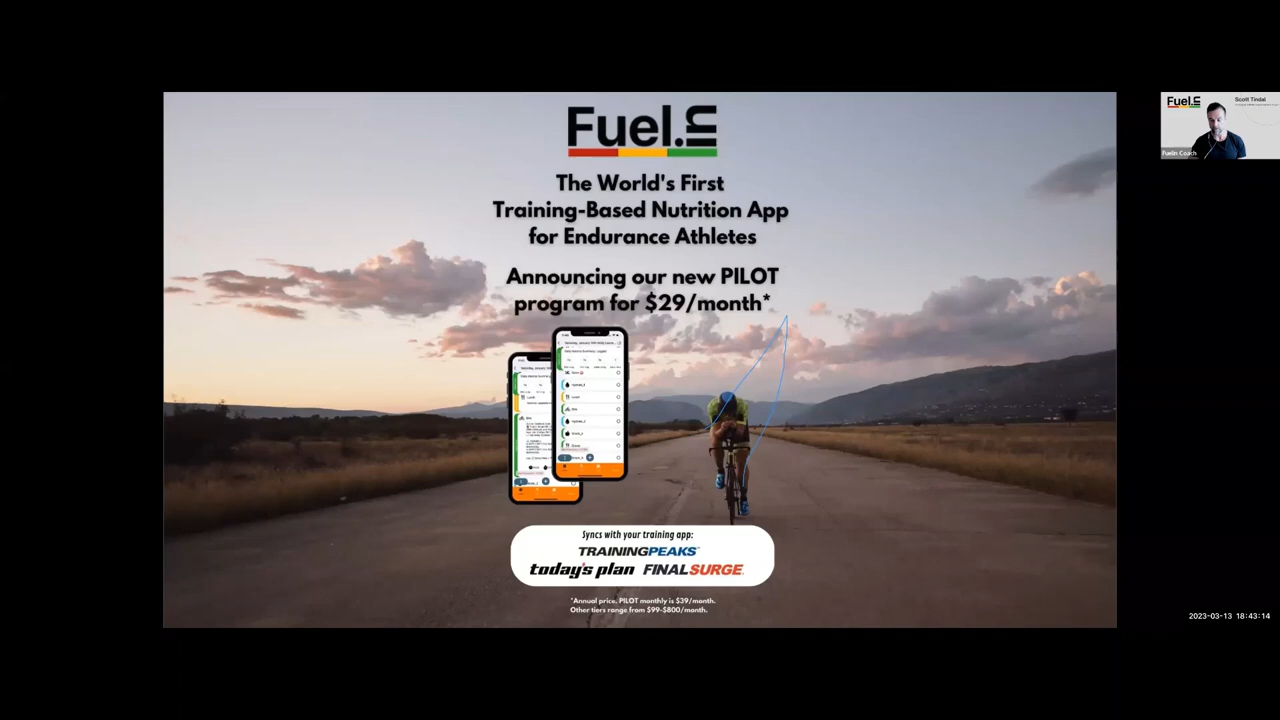 Fuel.in
The World's First
Training-Based Nutrition App
for Endurance Athletes
Announcing our new PILOT
program for $29/month*
Syncs with your training app:
TRAININGPEAKS
today's plan FINALSURGE
*Annual price, PILOT monthly is $39/month.
Other tiers range from $99-$800/month.
Fuel.in
Scott Tindal
Fuelin Coach
2023-03-13 18:43:14